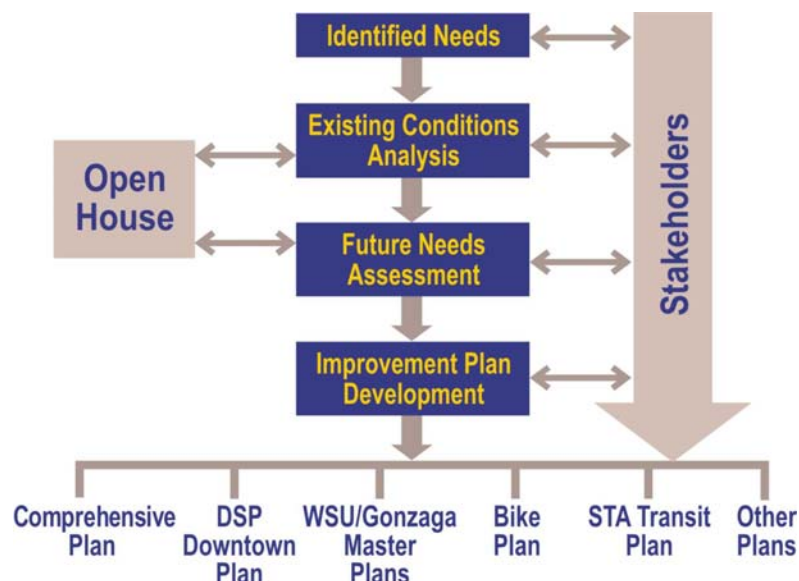 Identified Needs
Existing Conditions
Analysis
Open
House
Future Needs
Assessment
Improvement Plan
Development
Stakeholders
Comprehensive
Plan
DSP
Downtown
Plan
WSU/Gonzaga
Master
Plans
Bike
Plan
STA Transit
Plan
Other
Plans